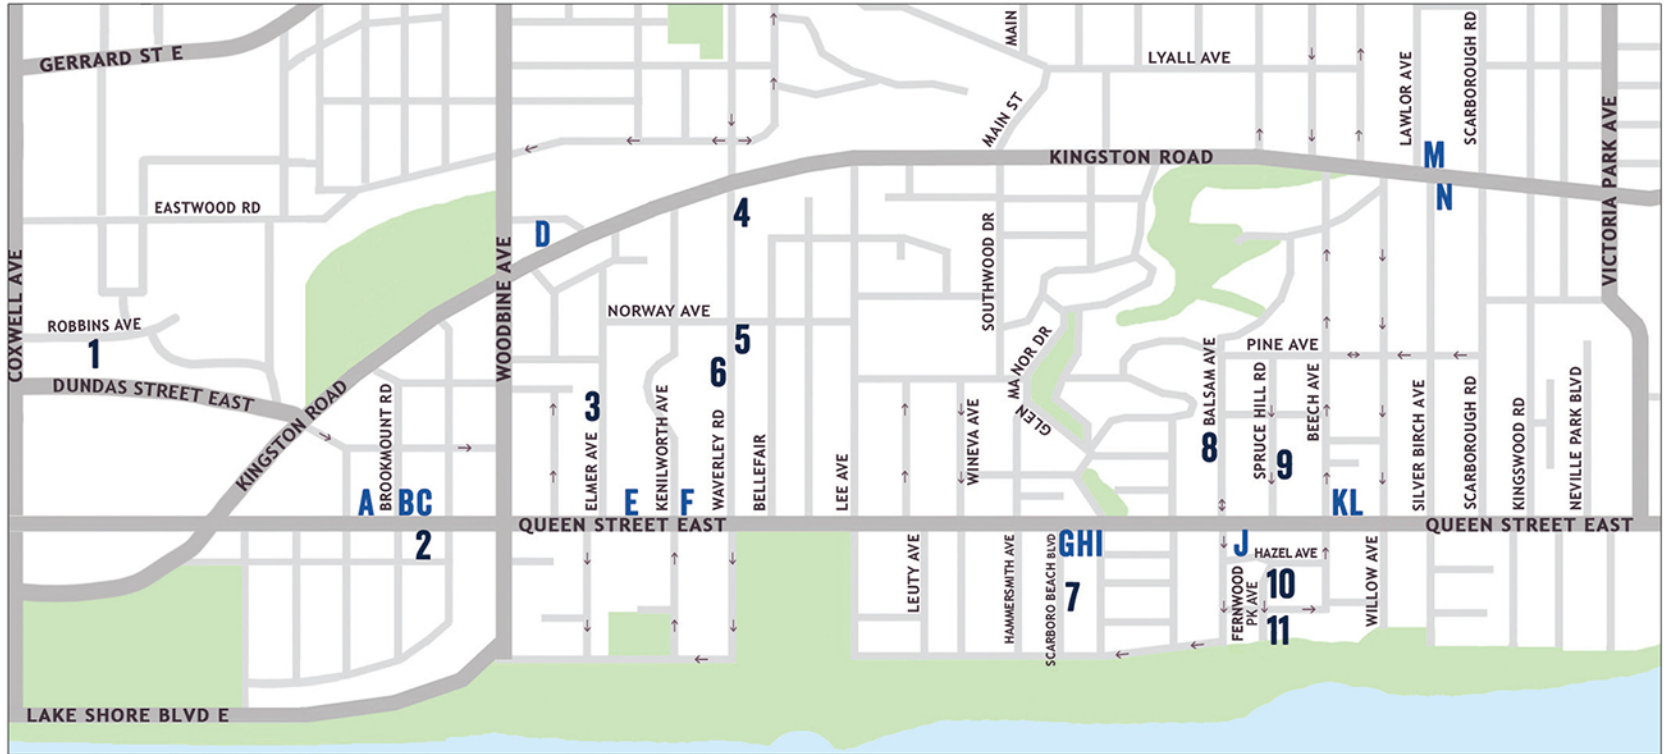 MAIN
SCARBOROUGH RD
GERRARD ST E
LYALL AVE
LAWLOR AVE
MAIN ST
VICTORIA PARK AVE
KINGSTON ROAD
M
N
EASTWOOD RD
D
4
SOUTHWOOD DR
COXWELL AVE
WOODBINE AVE
NORWAY AVE
ROBBINS AVE
1
5
6
PINE AVE
GLEN MANOR DR
BALSAM AVE
SPRUCE HILL RD
BEECH AVE
DUNDAS STREET EAST
KINGSTON ROAD
BROOKMOUNT RD
3
ELMER AVE
KENILWORTH AVE
WAVERLEY RD
BELLEFAIR
LEE AVE
WINEVA AVE
8
9
SILVER BIRCH AVE
SCARBOROUGH RD
KINGSWOOD RD
NEVILLE PARK BLVD
A
BC
E
F
KL
QUEEN STREET EAST
QUEEN STREET EAST
2
GHI
J
HAZEL AVE
LEUTY AVE
HAMMERSMITH AVE
SCARBORO BEACH BLVD
7
FERNWOOD
PK AVE
10
11
WILLOW AVE
LAKE SHORE BLVD E